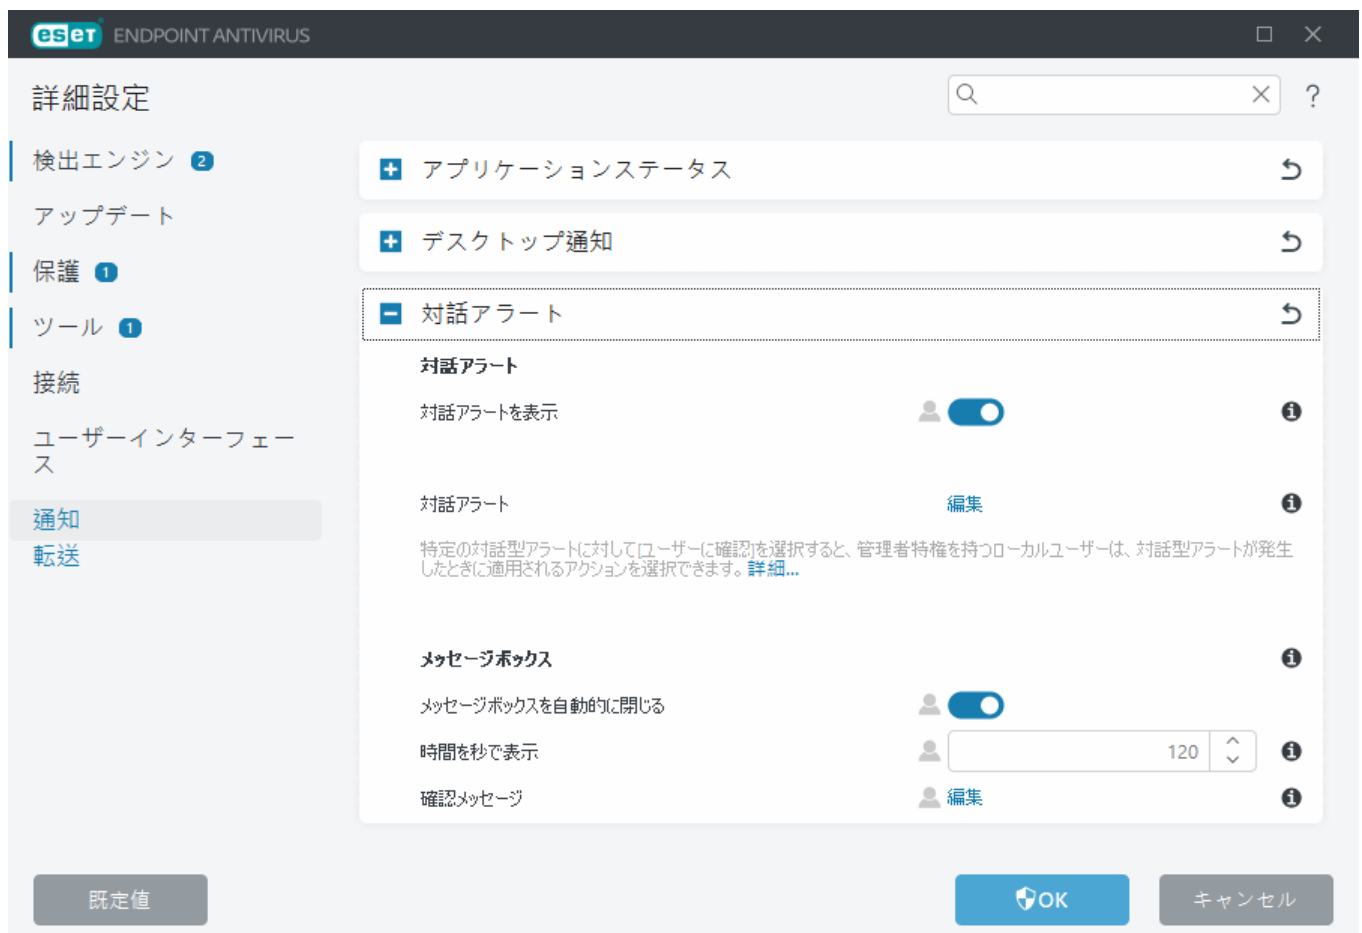 eset ENDPOINT ANTIVIRUS
詳細設定
?
検出エンジン 2
アップデート
保護 1
ツール 1
接続
ユーザーインターフェー
ス
通知
転送
アプリケーションステータス
デスクトップ通知
対話アラート
対話アラート
対話アラートを表示
対話アラート 編集
特定の対話型アラートに対して[ユーザーに確認]を選択すると、管理者特権を持つローカルユーザーは、対話型アラートが発生
したときに適用されるアクションを選択できます。詳細...
メッセージボックス
メッセージボックスを自動的に閉じる
時間を秒で表示 120
確認メッセージ 編集
既定値
OK
キャンセル